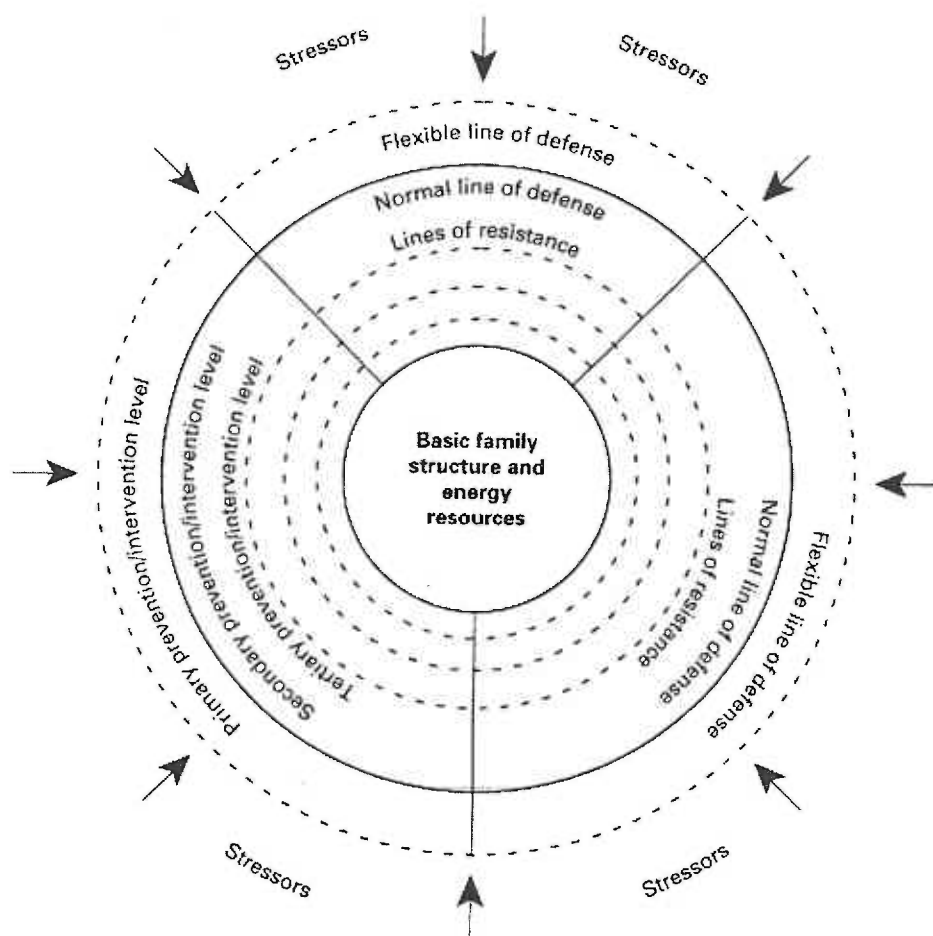 Stressors
Stressors
Flexible line of defense
Normal line of defense
Lines of resistance
Basic family
structure and
energy
resources
Primary prevention/intervention level
Secondary prevention/intervention level
Tertiary prevention/intervention level
Lines of resistance
Normal line of defense
Flexible line of defense
Stressors
Stressors